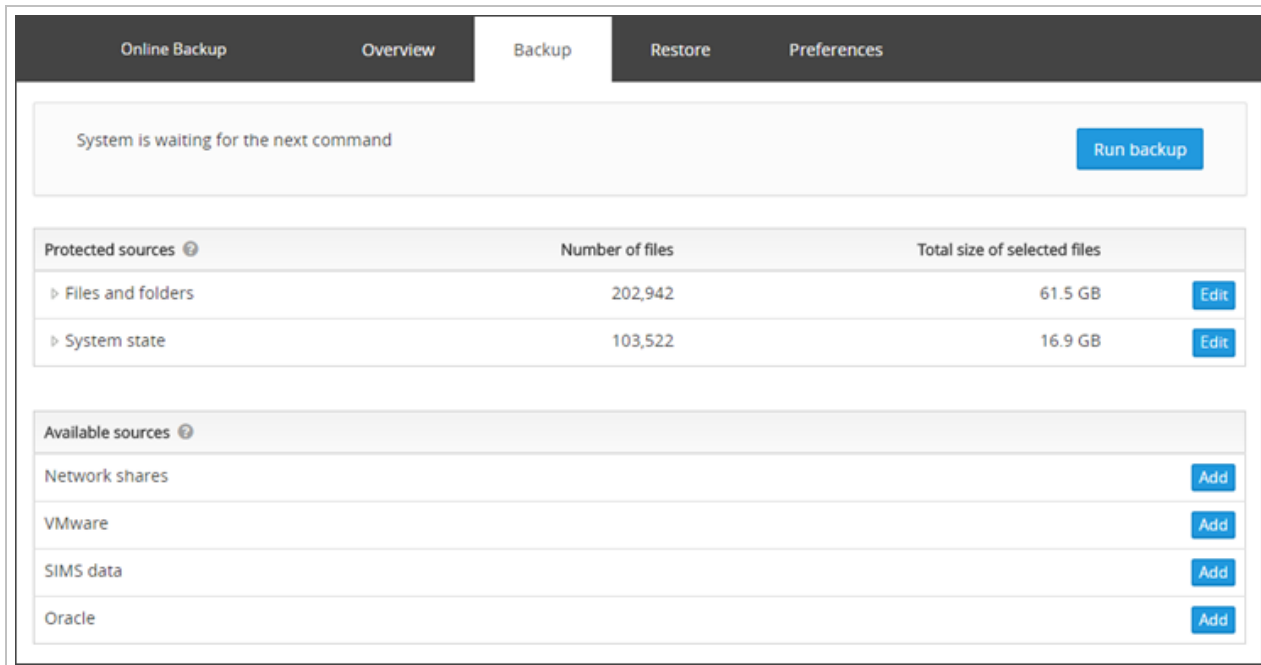 Online Backup Overview Backup Restore Preferences
System is waiting for the next command Run backup
Protected sources Number of files Total size of selected files
Files and folders 202,942 61.5 GB Edit
System state 103,522 16.9 GB Edit
Available sources
Network shares Add
VMware Add
SIMS data Add
Oracle Add